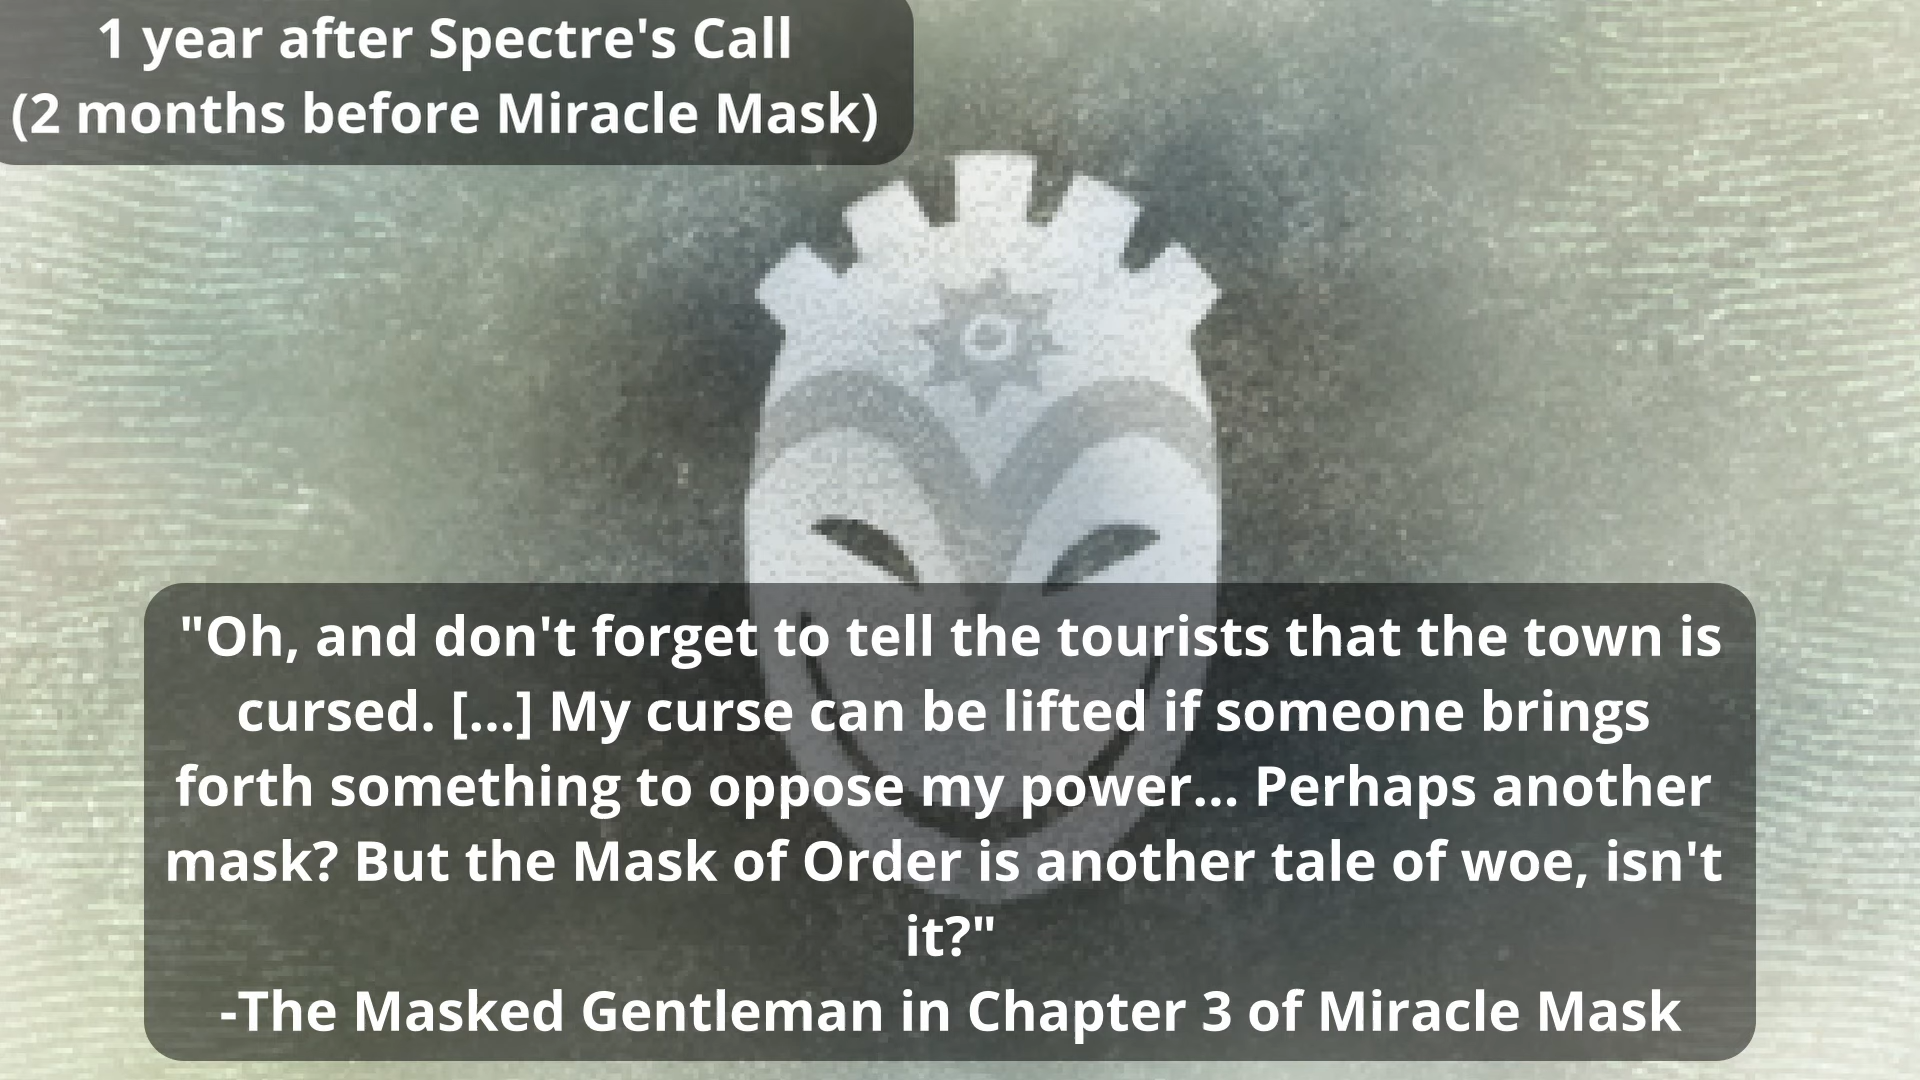 1 year after Spectre's Call
(2 months before Miracle Mask)
"Oh, and don't forget to tell the tourists that the town is
cursed. [...] My curse can be lifted if someone brings
forth something to oppose my power... Perhaps another
mask? But the Mask of Order is another tale of woe, isn't
it?"
-The Masked Gentleman in Chapter 3 of Miracle Mask